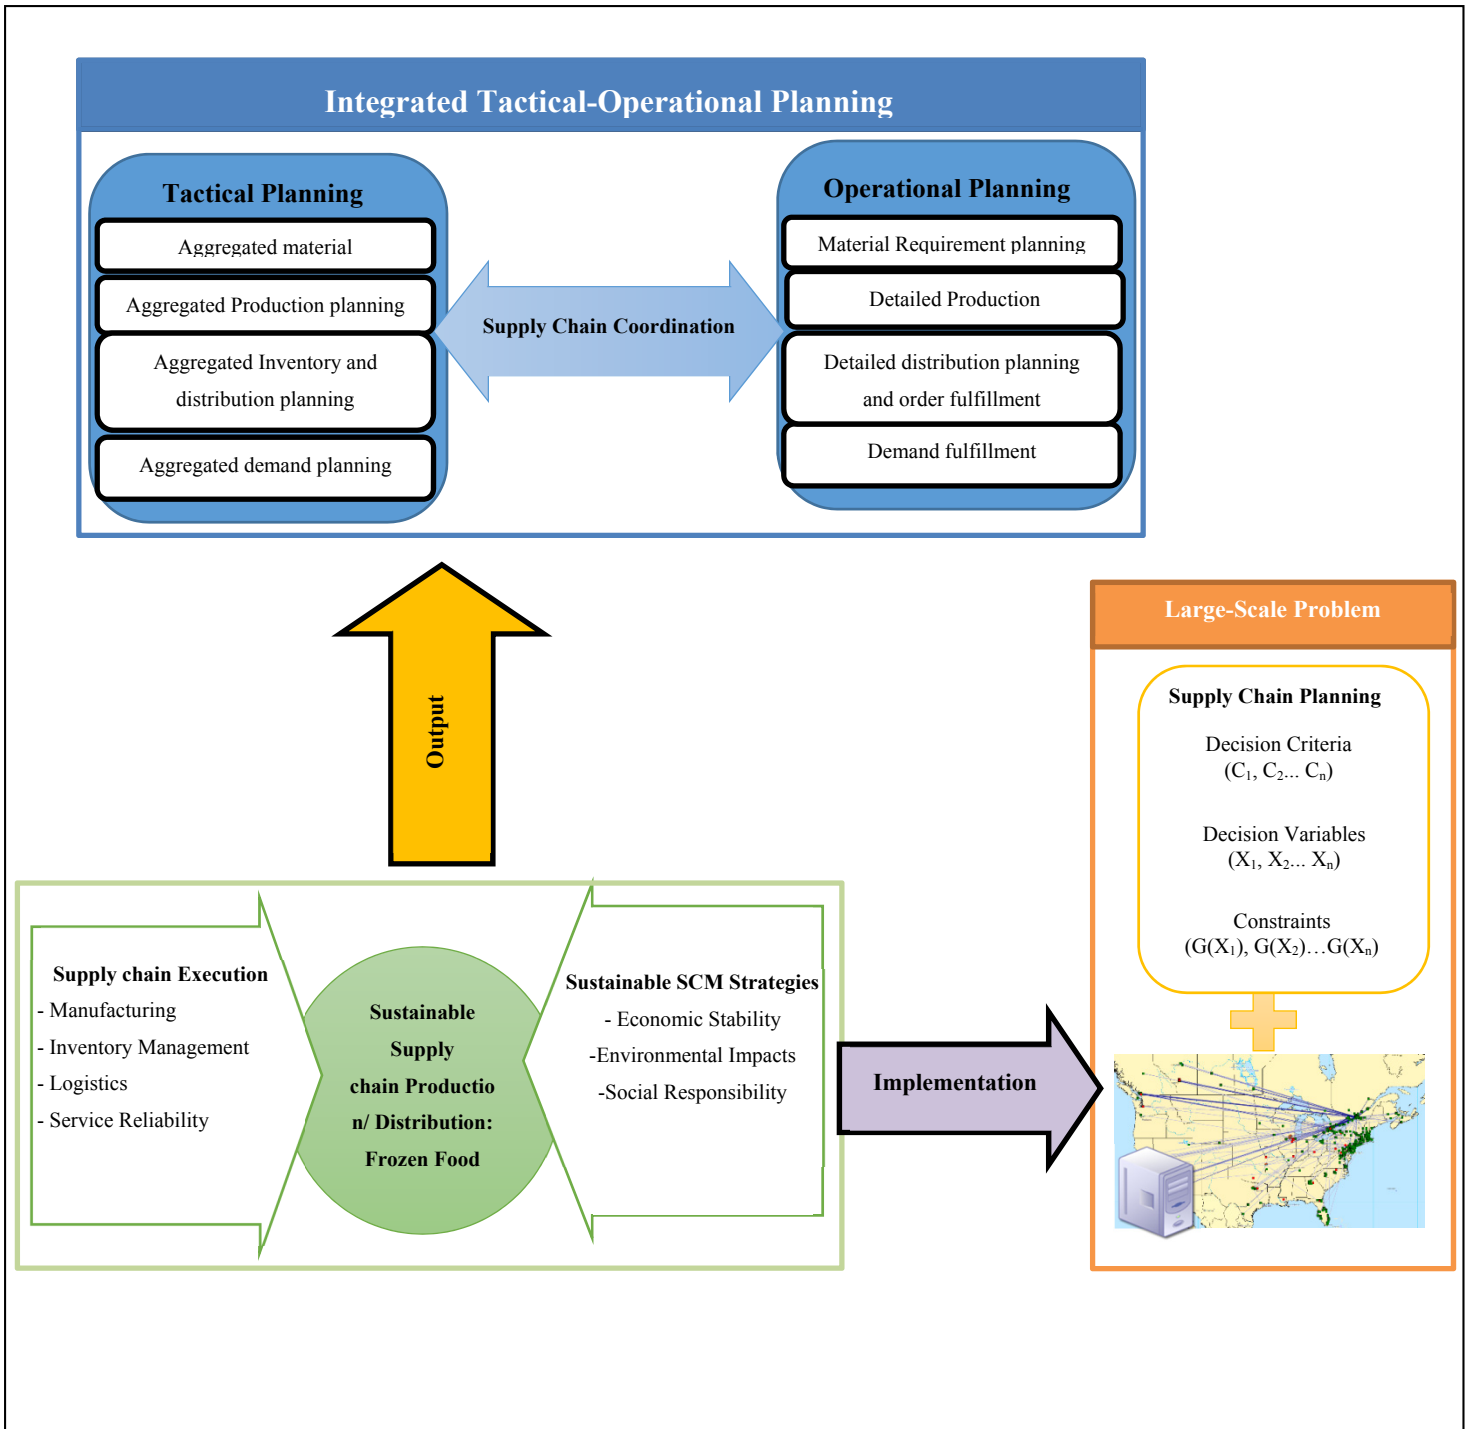 Integrated Tactical-Operational Planning
Tactical Planning
Aggregated material
Aggregated Production planning
Aggregated Inventory and
distribution planning
Aggregated demand planning
Supply Chain Coordination
Operational Planning
Material Requirement planning
Detailed Production
Detailed distribution planning
and order fulfillment
Demand fulfillment
Output
Supply chain Execution
- Manufacturing
- Inventory Management
- Logistics
- Service Reliability
Sustainable
Supply
chain Productio
n/ Distribution:
Frozen Food
Sustainable SCM Strategies
- Economic Stability
-Environmental Impacts
-Social Responsibility
Implementation
Large-Scale Problem
Supply Chain Planning
Decision Criteria
(C₁, C₂... Cₙ)
Decision Variables
(X₁, X₂... Xₙ)
Constraints
(G(X₁), G(X₂)…G(Xₙ)